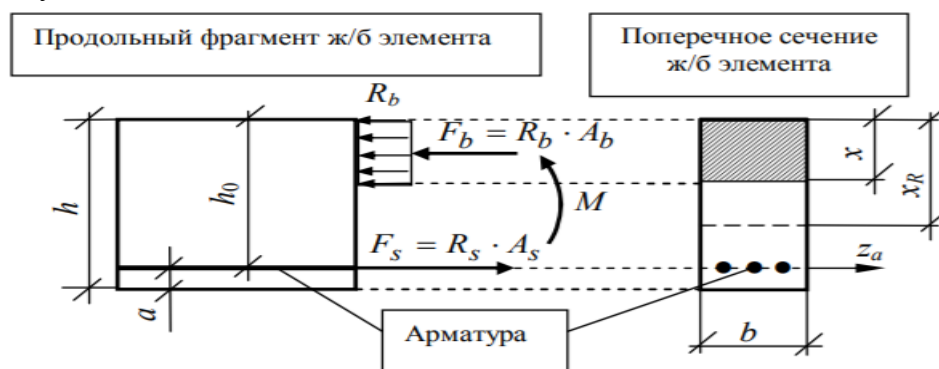 Продольный фрагмент ж/б элемента
Поперечное сечение
ж/б элемента
R_b
F_b = R_b · A_b
h
h_0
M
x
x_R
F_s = R_s · A_s
z_a
a
Арматура
b